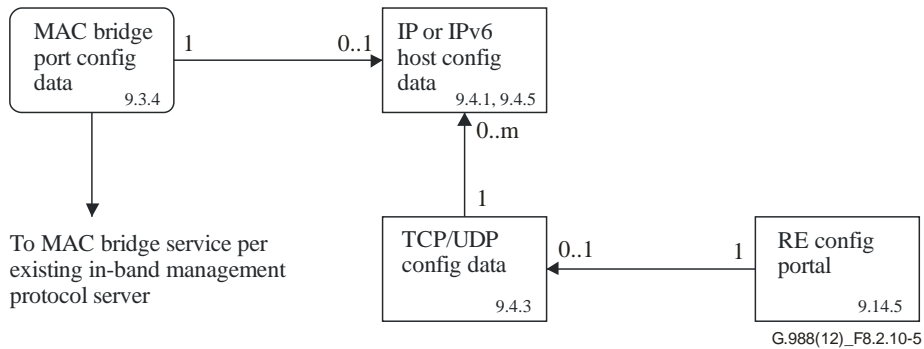 MAC bridge
port config
data
9.3.4
1
0..1
IP or IPv6
host config
data
9.4.1, 9.4.5
0..m
1
To MAC bridge service per
existing in-band management
protocol server
TCP/UDP
config data
9.4.3
0..1
1
RE config
portal
9.14.5
G.988(12)_F8.2.10-5